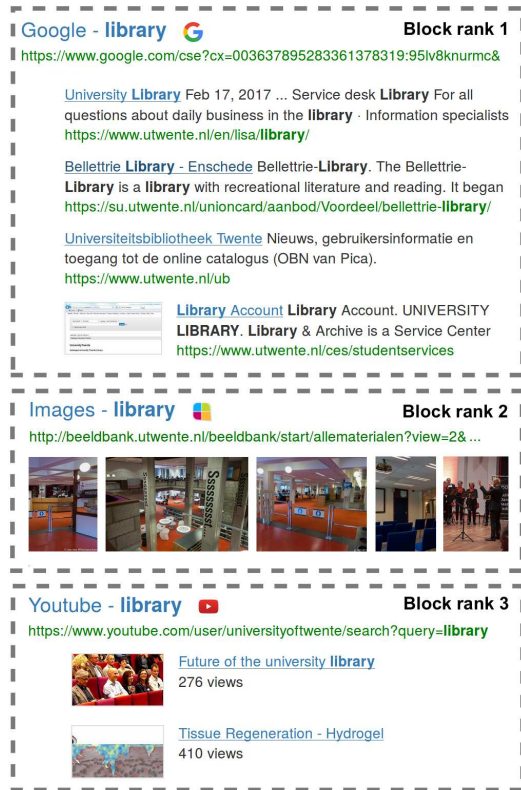 Google - library Block rank 1
https://www.google.com/cse?cx=003637895283361378319:95lv8knurmc&
University Library Feb 17, 2017 ... Service desk Library For all
questions about daily business in the library · Information specialists
https://www.utwente.nl/en/lisa/library/
Bellettrie Library - Enschede Bellettrie-Library. The Bellettrie-
Library is a library with recreational literature and reading. It began
https://su.utwente.nl/unioncard/aanbod/Voordeel/bellettrie-library/
Universiteitsbibliotheek Twente Nieuws, gebruikersinformatie en
toegang tot de online catalogus (OBN van Pica).
https://www.utwente.nl/ub
Library Account Library Account. UNIVERSITY
LIBRARY. Library & Archive is a Service Center
https://www.utwente.nl/ces/studentservices
Images - library Block rank 2
http://beeldbank.utwente.nl/beeldbank/start/allematerialen?view=2& ...
Youtube - library Block rank 3
https://www.youtube.com/user/universityoftwente/search?query=library
Future of the university library
276 views
Tissue Regeneration - Hydrogel
410 views